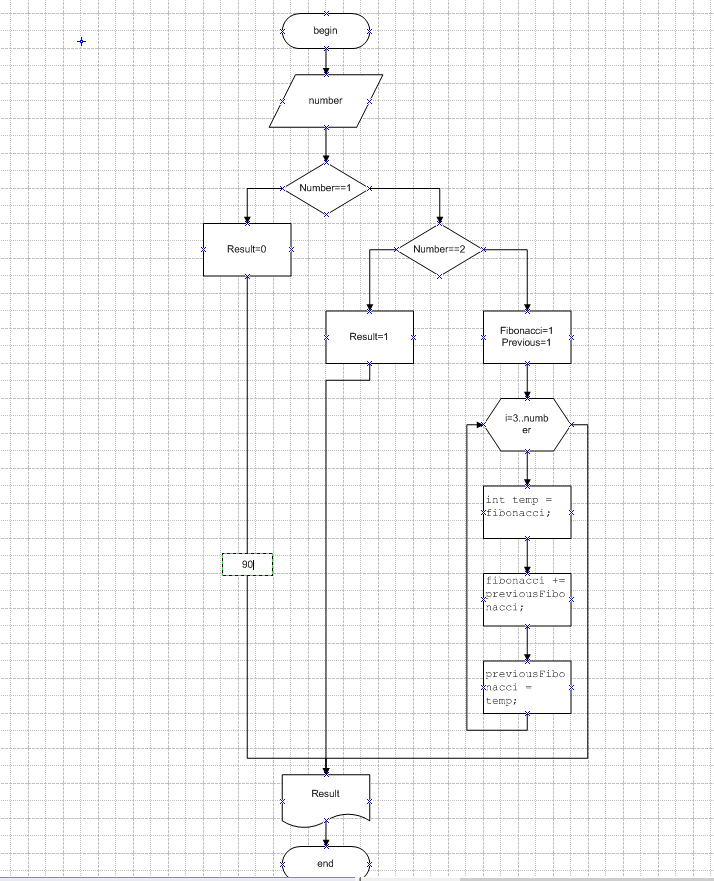 begin
number
Number==1
Result=0
Number==2
Result=1
Fibonacci=1
Previous=1
i=3..numb
er
int temp =
fibonacci;
90
fibonacci +=
previousFibo
nacci;
previousFibo
nacci =
temp;
Result
end